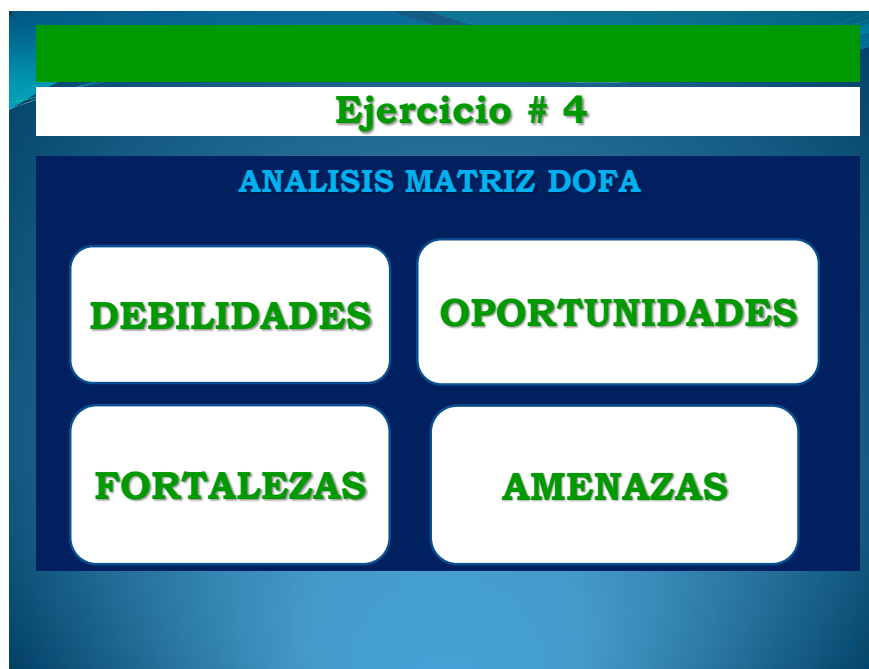 Ejercicio # 4
ANALISIS MATRIZ DOFA
DEBILIDADES
OPORTUNIDADES
FORTALEZAS
AMENAZAS